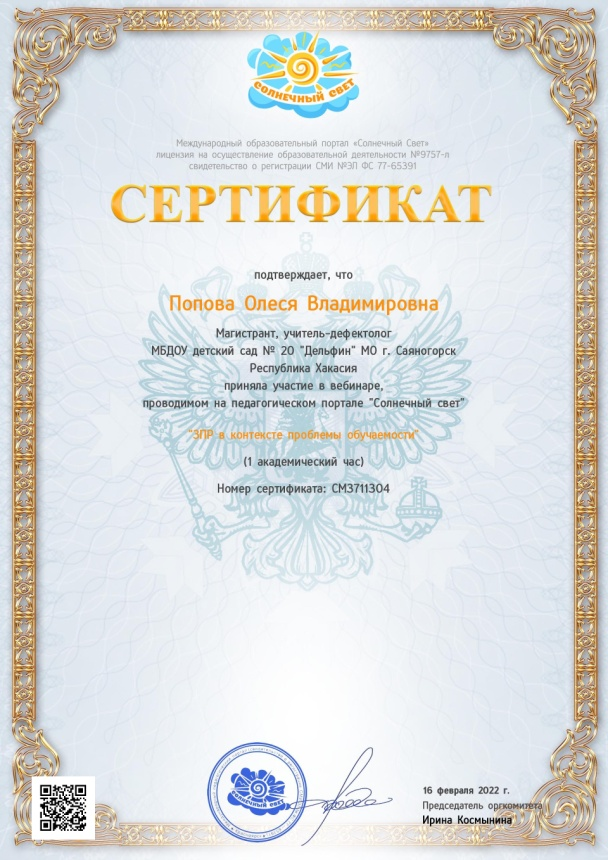 СОЛНЕЧНЫЙ СВЕТ
Международный образовательный портал «Солнечный Свет»
лицензия на осуществление образовательной деятельности №9757-л
свидетельство о регистрации СМИ №ЭЛ ФС 77-65391
СЕРТИФИКАТ
подтверждает, что
Попова Олеся Владимировна
Магистрант, учитель-дефектолог
МБДОУ детский сад № 20 "Дельфин" МО г. Саяногорск
Республика Хакасия
приняла участие в вебинаре,
проводимом на педагогическом портале "Солнечный свет"
"ЗПР в контексте проблемы обучаемости"
(1 академический час)
Номер сертификата: СМ3711304
СОЛНЕЧНЫЙ СВЕТ
16 февраля 2022 г.
Председатель оргкомитета
Ирина Космынина